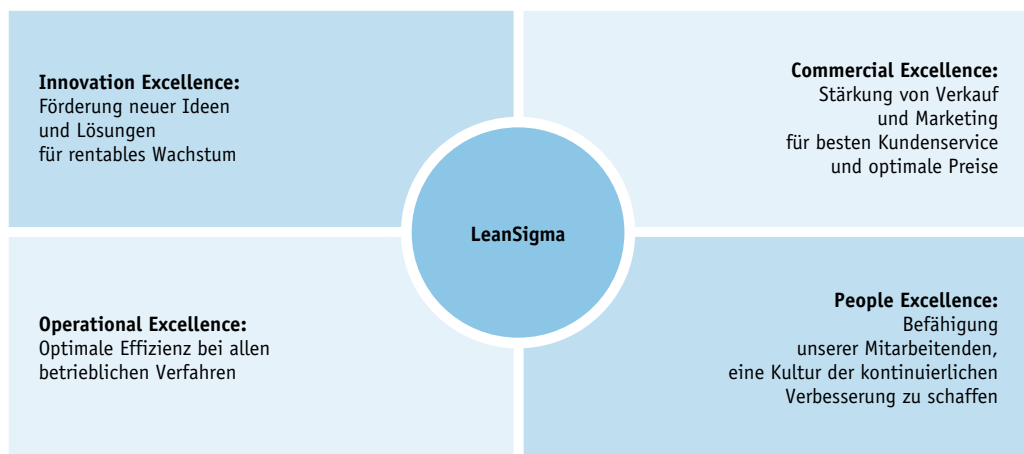 Innovation Excellence:
Förderung neuer Ideen
und Lösungen
für rentables Wachstum
Commercial Excellence:
Stärkung von Verkauf
und Marketing
für besten Kundenservice
und optimale Preise
LeanSigma
Operational Excellence:
Optimale Effizienz bei allen
betrieblichen Verfahren
People Excellence:
Befähigung
unserer Mitarbeitenden,
eine Kultur der kontinuierlichen
Verbesserung zu schaffen